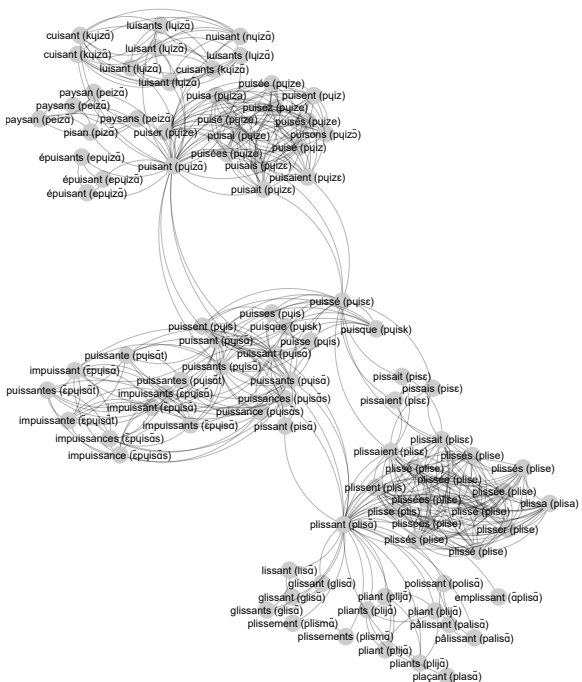 luisants (lɥizɑ̃)
cuisant (kɥizɑ̃)
nuisant (nɥizɑ̃)
luisant (lɥizɑ̃)
cuisant (kɥizɑ̃)
luisants (lɥizɑ̃)
luisant (lɥizɑ̃)
cuisants (kɥizɑ̃)
luisant (lɥizɑ̃)
puisée (pɥize)
paysan (peizɑ̃)
puisa (pɥiza)
puisent (pɥiz)
paysans (peizɑ̃)
puisez (pɥize)
paysan (peizɑ̃)
paysans (peizɑ̃)
puisé (pɥize)
puisés (pɥize)
pisan (pizɑ̃)
puiser (pɥize)
puisai (pɥize)
puisons (pɥizɔ̃)
puise (pɥiz)
épuisants (epɥizɑ̃)
puisées (pɥize)
puisant (pɥizɑ̃)
puisais (pɥizɛ)
épuisant (epɥizɑ̃)
puisaient (pɥizɛ)
épuisant (epɥizɑ̃)
puisait (pɥizɛ)
puissé (pɥisɛ)
puisses (pɥis)
puissent (pɥis)
puisque (pɥisk)
puisque (pɥisk)
puissant (pɥisɑ̃)
puisse (pɥis)
puissante (pɥisɑ̃t)
puissant (pɥisɑ̃)
impuissant (ɛ̃pɥisɑ̃)
puissants (pɥisɑ̃)
pissait (pisɛ)
puissantes (pɥisɑ̃t)
puissants (pɥisɑ̃)
puissantes (ɛ̃pɥisɑ̃t)
pissais (pisɛ)
impuissants (ɛ̃pɥisɑ̃)
puissances (pɥisɑ̃s)
pissaient (pisɛ)
impuissant (ɛ̃pɥisɑ̃)
puissance (pɥisɑ̃s)
impuissante (ɛ̃pɥisɑ̃t)
impuissants (ɛ̃pɥisɑ̃)
pissant (pisɑ̃)
impuissances (ɛ̃pɥisɑ̃s)
plissait (plisɛ)
impuissance (ɛ̃pɥisɑ̃s)
plissaient (plisɛ)
plissés (plise)
plissé (plise)
plissés (plise)
plissée (plise)
plissent (plis)
plissée (plise)
plissées (plise)
plissa (plisa)
plisse (plis)
plissé (plise)
plissant (plisɑ̃)
plissées (plise)
plisser (plise)
plissés (plise)
plissé (plise)
lissant (lisɑ̃)
glissant (glisɑ̃)
polissant (polisɑ̃)
glissant (glisɑ̃)
pliant (plijɑ̃)
emplissant (ɑ̃plisɑ̃)
glissants (glisɑ̃)
pliants (plijɑ̃)
pliant (plijɑ̃)
plissement (plismɑ̃)
pâlissant (palisɑ̃)
plissements (plismɑ̃)
pâlissant (palisɑ̃)
pliant (plijɑ̃)
pliants (plijɑ̃)
plaçant (plasɑ̃)